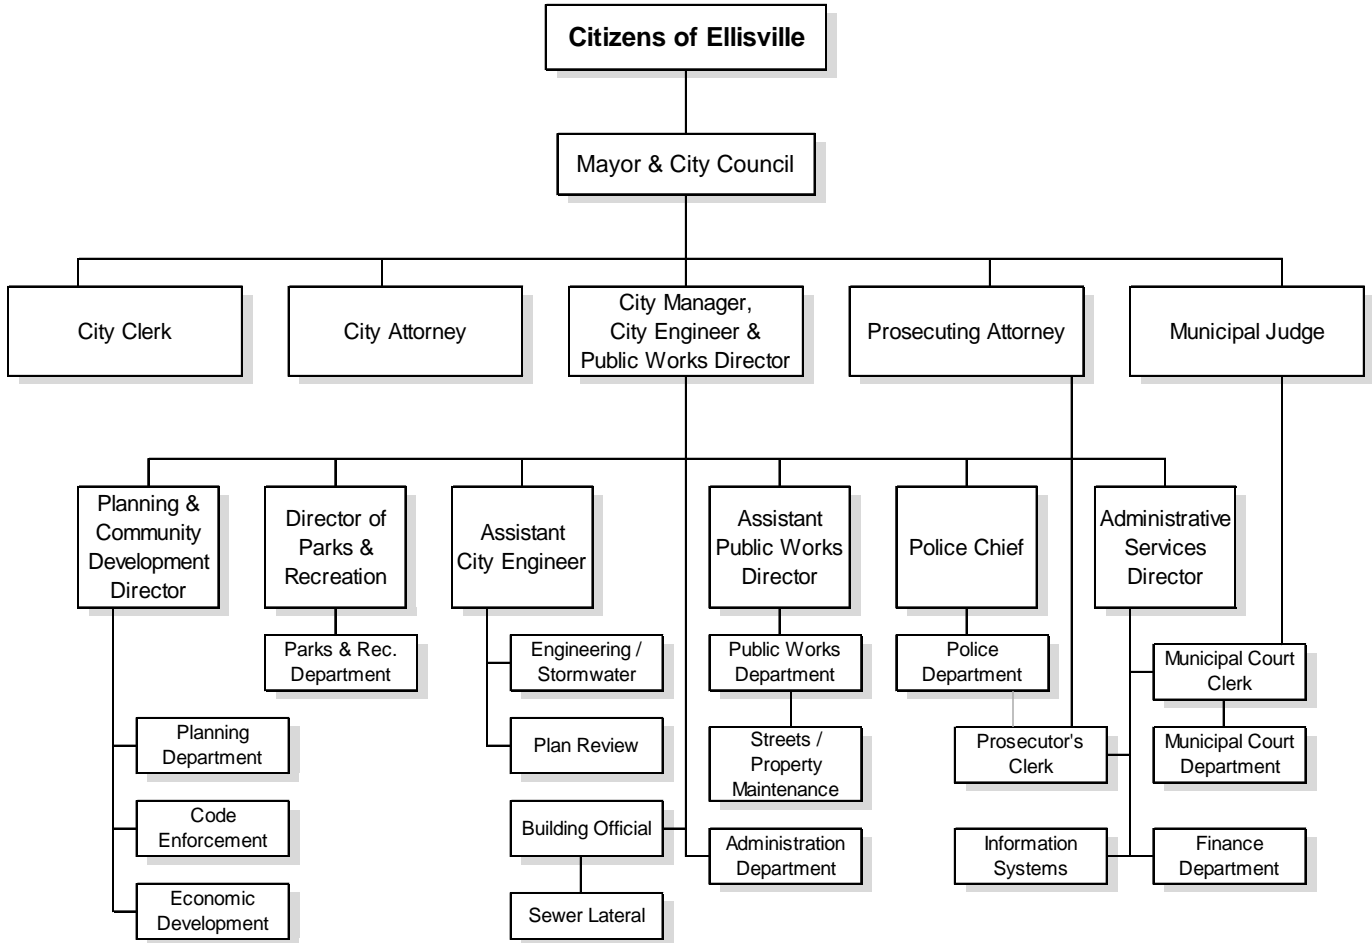 Citizens of Ellisville
Mayor & City Council
City Clerk
City Attorney
City Manager,
City Engineer &
Public Works Director
Prosecuting Attorney
Municipal Judge
Planning &
Community
Development
Director
Director of
Parks &
Recreation
Assistant
City Engineer
Assistant
Public Works
Director
Police Chief
Administrative
Services
Director
Parks & Rec.
Department
Engineering /
Stormwater
Public Works
Department
Police
Department
Municipal Court
Clerk
Planning
Department
Plan Review
Streets /
Property
Maintenance
Prosecutor's
Clerk
Municipal Court
Department
Code
Enforcement
Building Official
Administration
Department
Information
Systems
Finance
Department
Economic
Development
Sewer Lateral